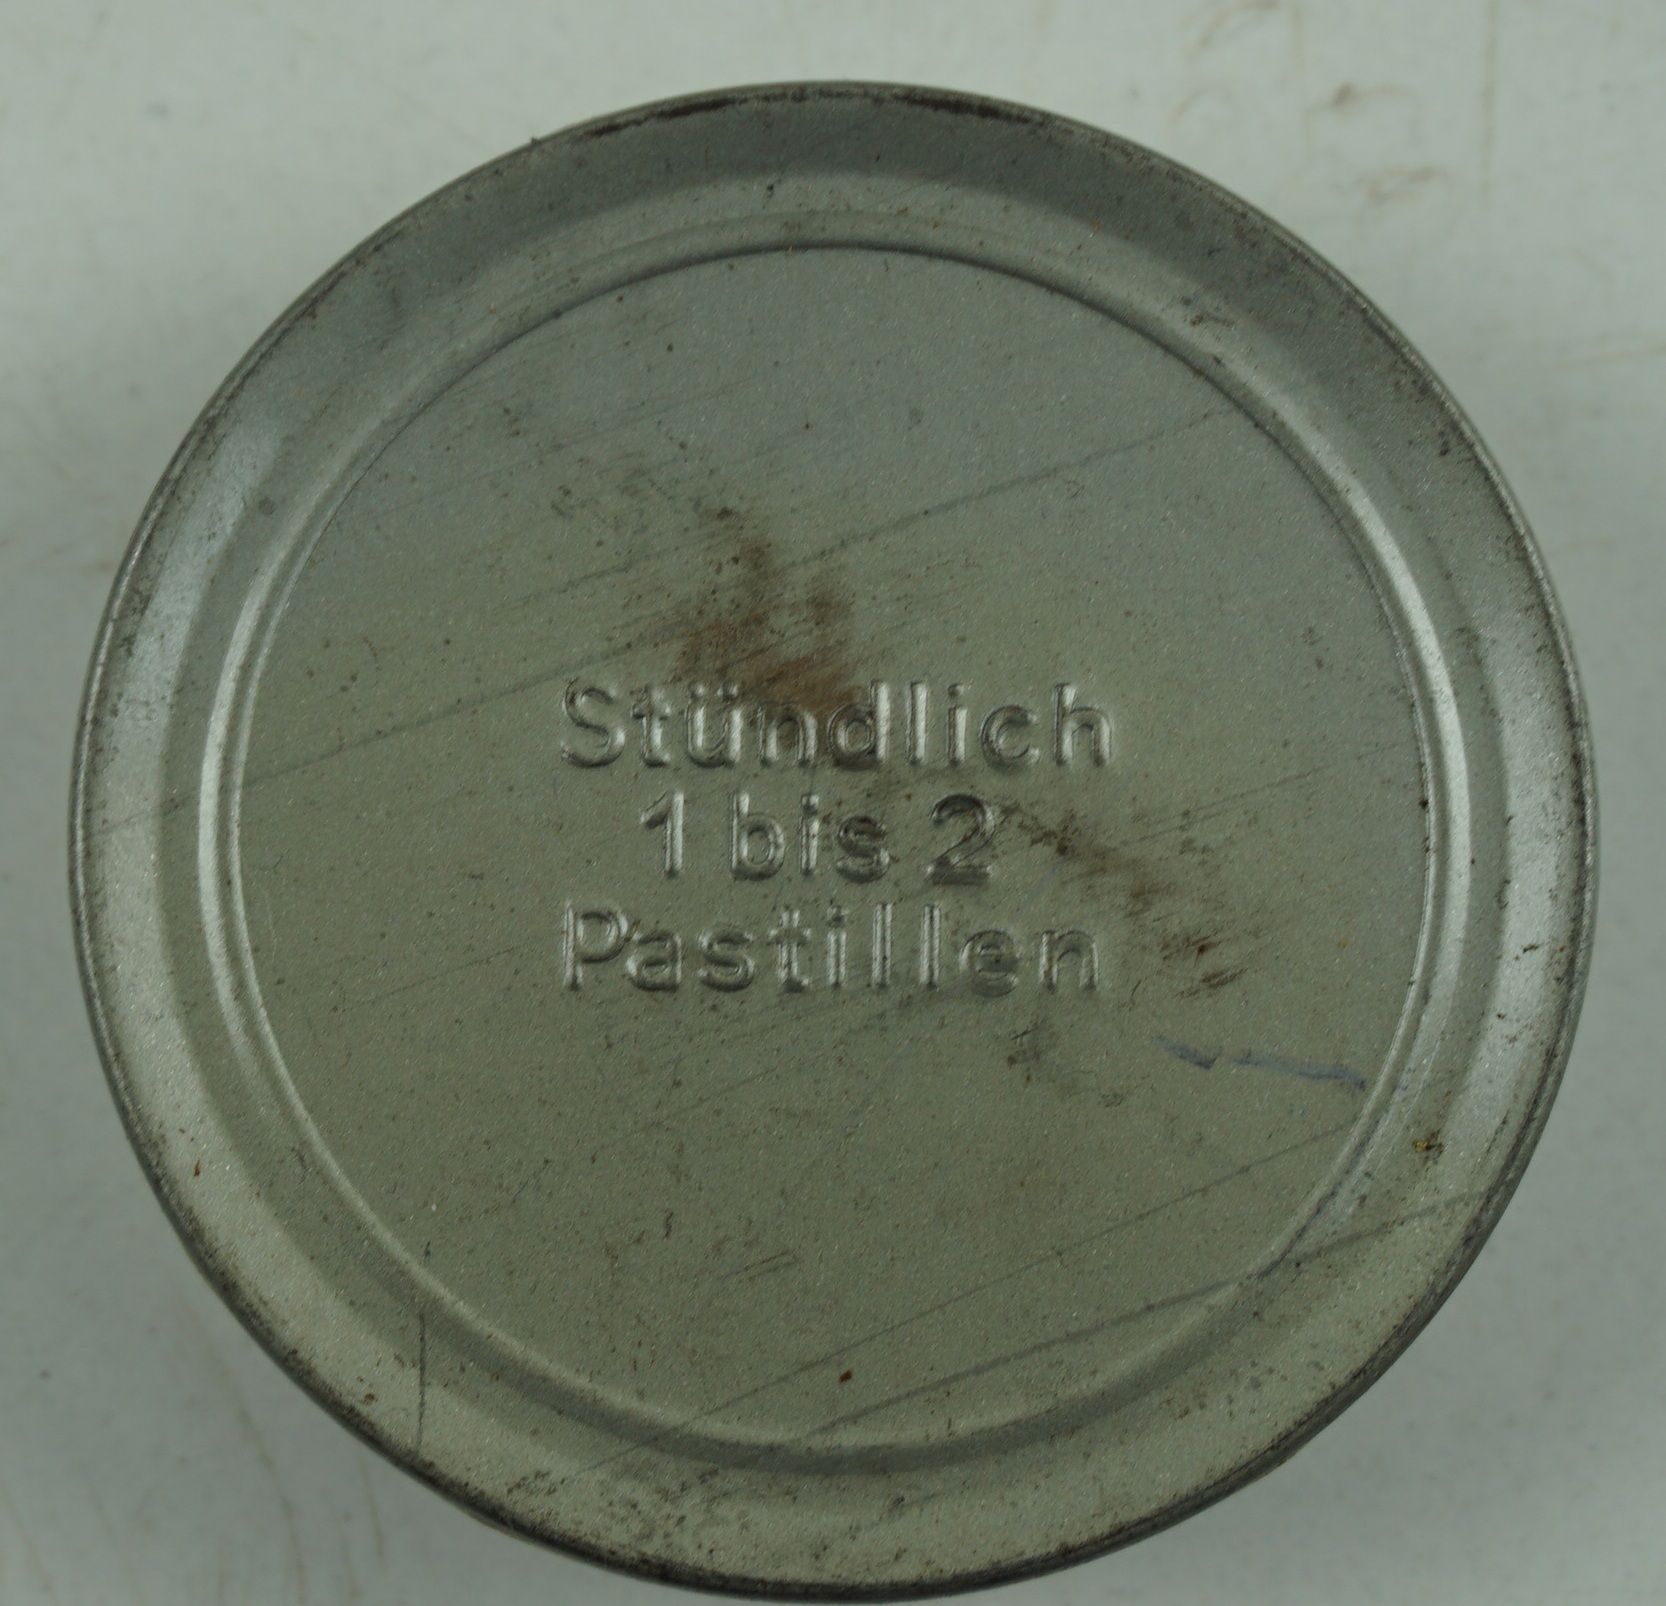 Stündlich
1 bis 2
Pastillen